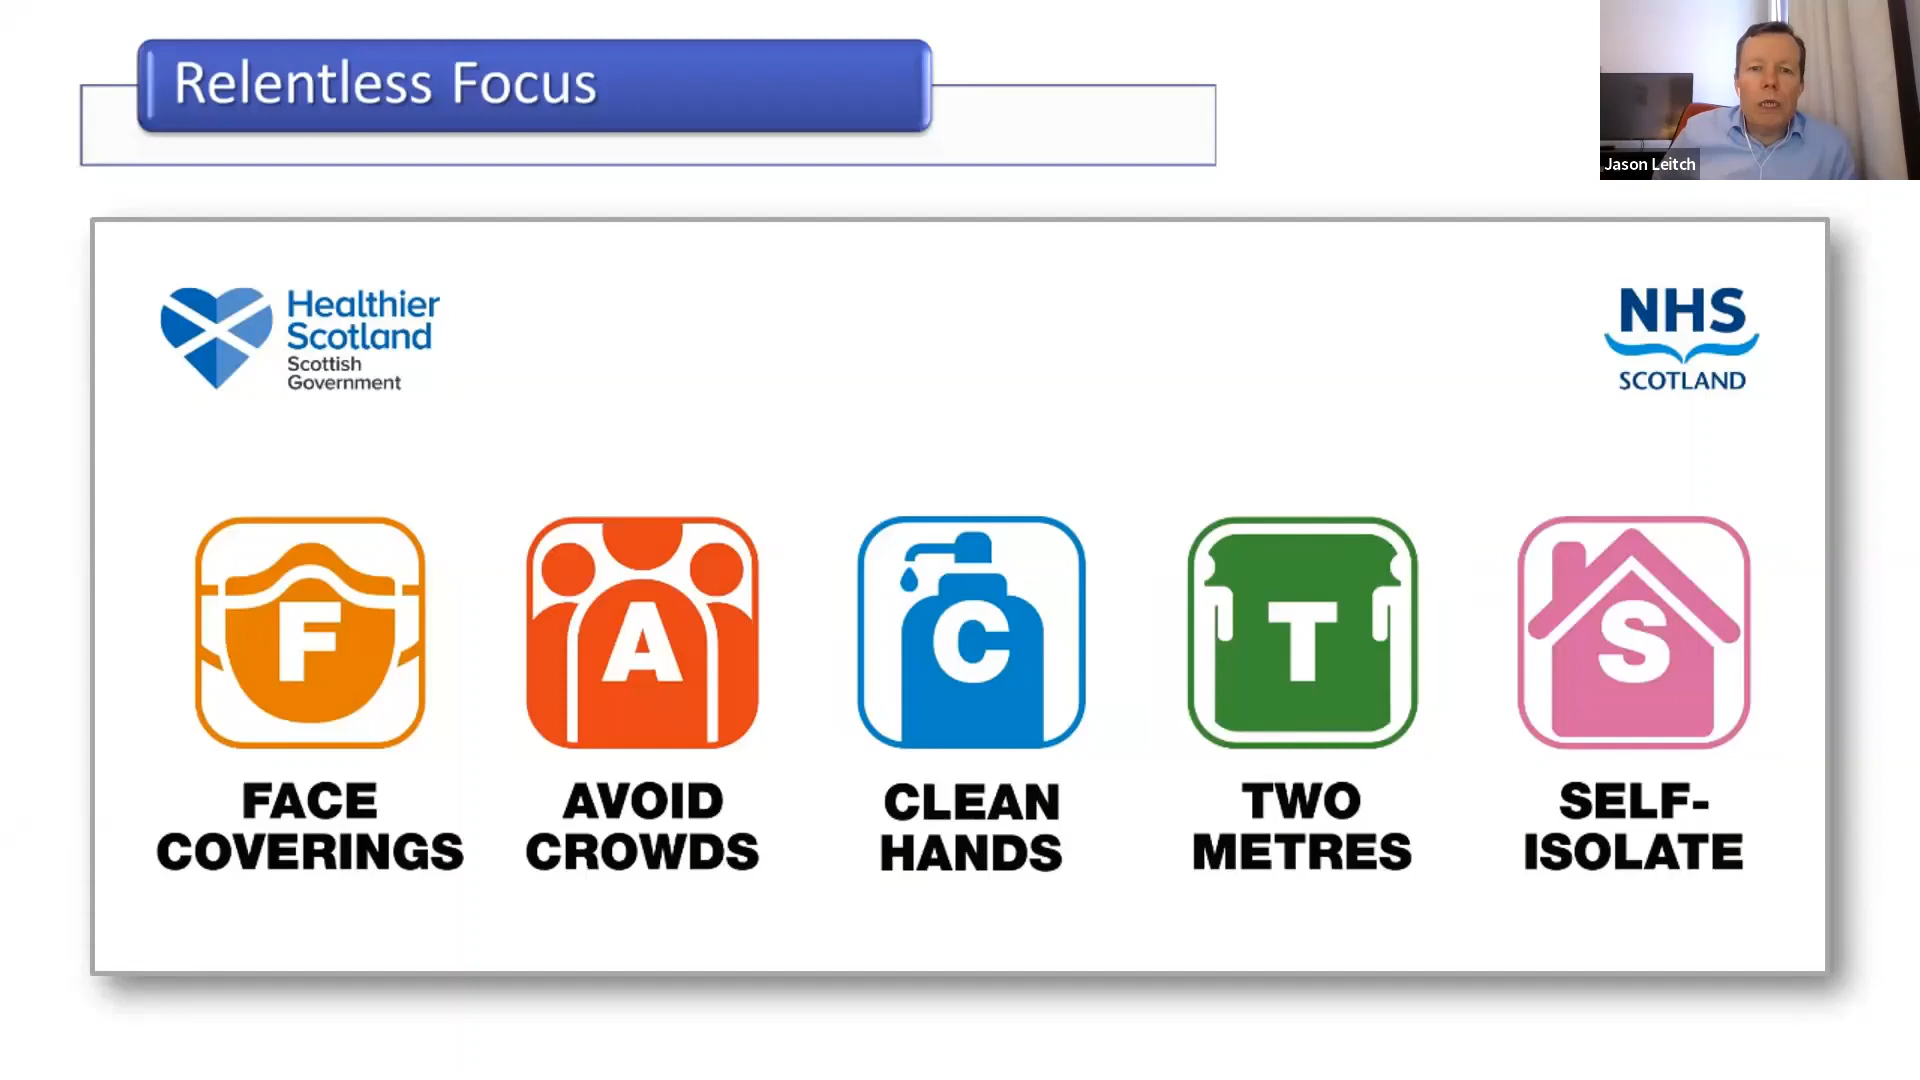 Relentless Focus
Jason Leitch
Healthier
Scotland
Scottish
Government
NHS
SCOTLAND
F
A
C
T
S
FACE
COVERINGS
AVOID
CROWDS
CLEAN
HANDS
TWO
METRES
SELF-
ISOLATE